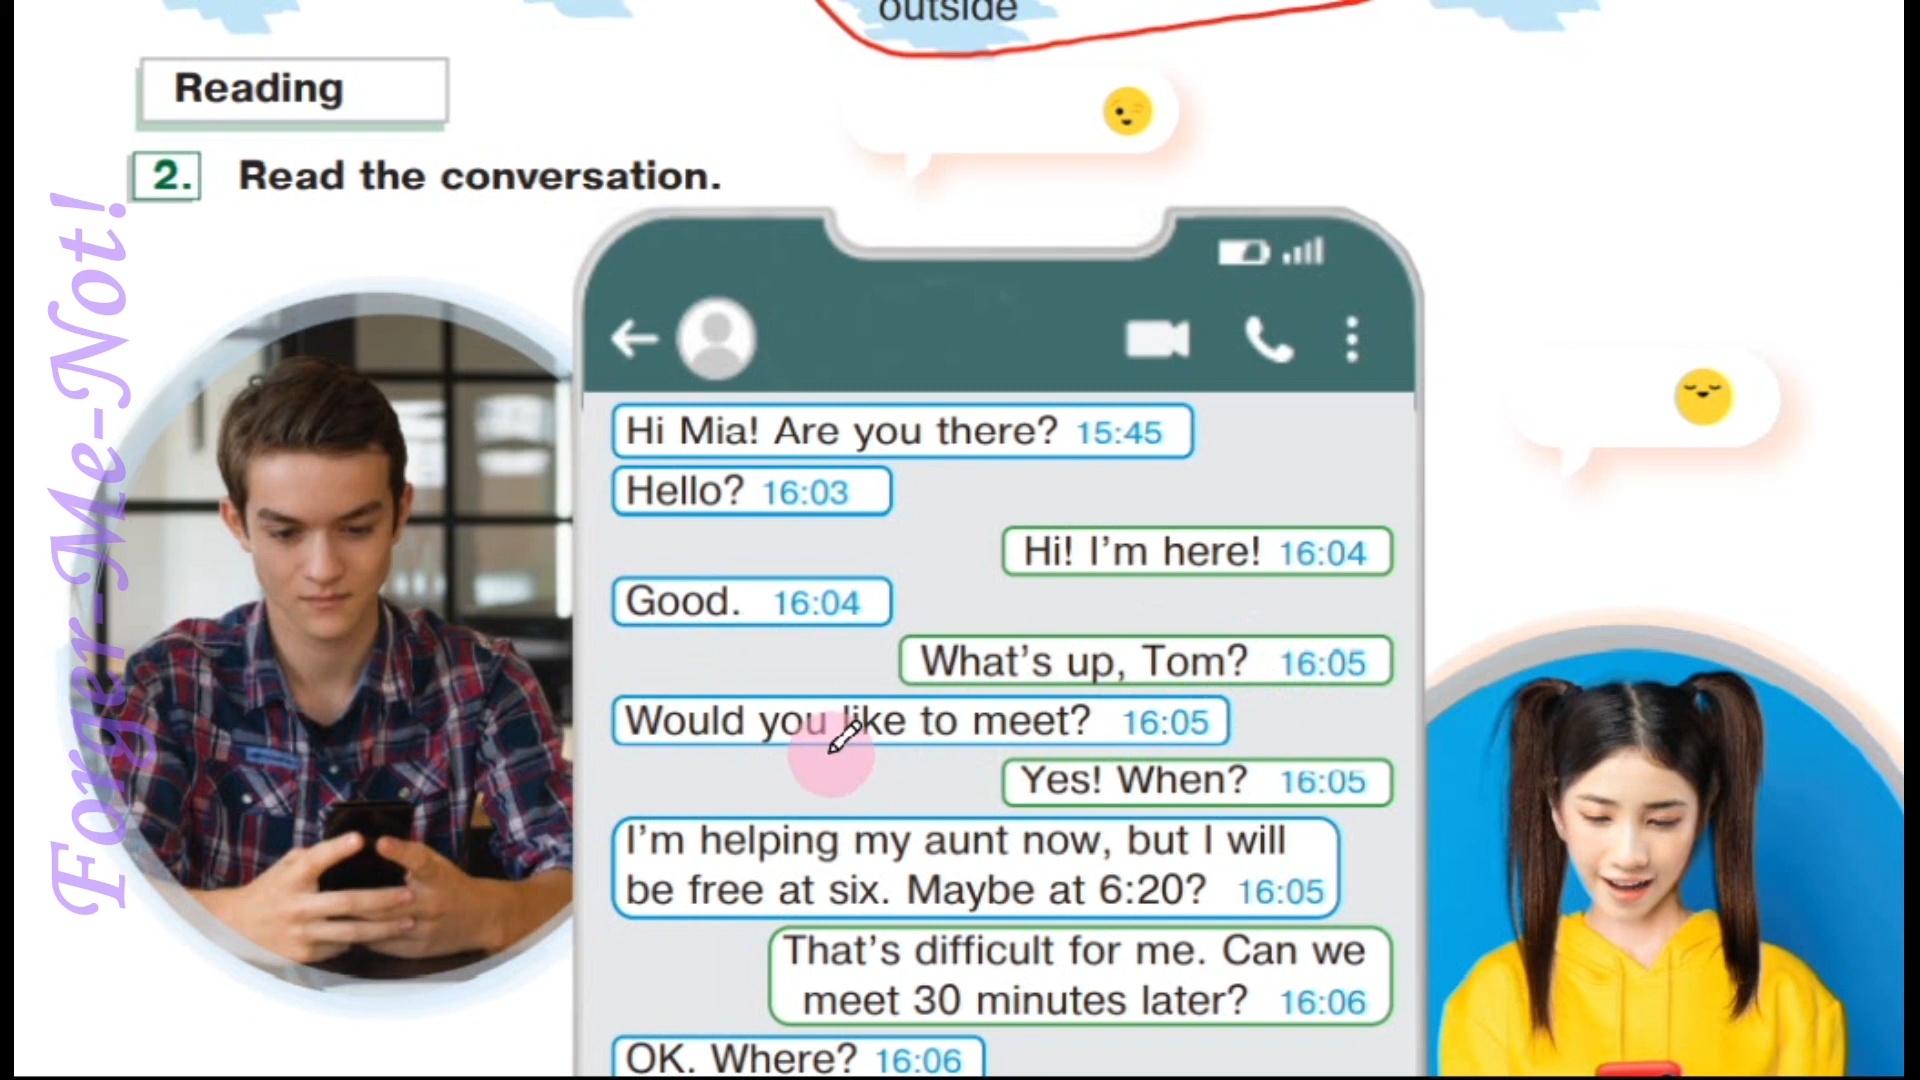 outside
Reading
2. Read the conversation.
Forger-Me-Not!
Hi Mia! Are you there? 15:45
Hello? 16:03
Hi! I'm here! 16:04
Good. 16:04
What's up, Tom? 16:05
Would you like to meet? 16:05
Yes! When? 16:05
I'm helping my aunt now, but I will
be free at six. Maybe at 6:20? 16:05
That's difficult for me. Can we
meet 30 minutes later? 16:06
OK. Where? 16:06